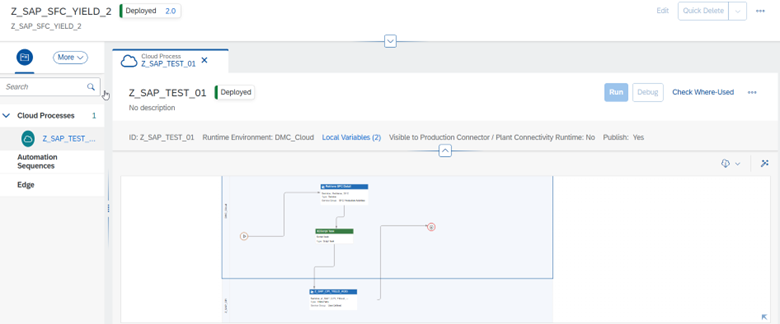 Z_SAP_SFC_YIELD_2
Deployed 2.0
Edit
Quick Delete
Z_SAP_SFC_YIELD_2
More
Cloud Process
Z_SAP_TEST_01
Search
Z_SAP_TEST_01
Deployed
Run
Debug
Check Where-Used
No description
Cloud Processes 1
Z_SAP_TEST_...
ID: Z_SAP_TEST_01 Runtime Environment: DMC_Cloud Local Variables (2) Visible to Production Connector / Plant Connectivity Runtime: No Publish: Yes
Automation
Sequences
Edge